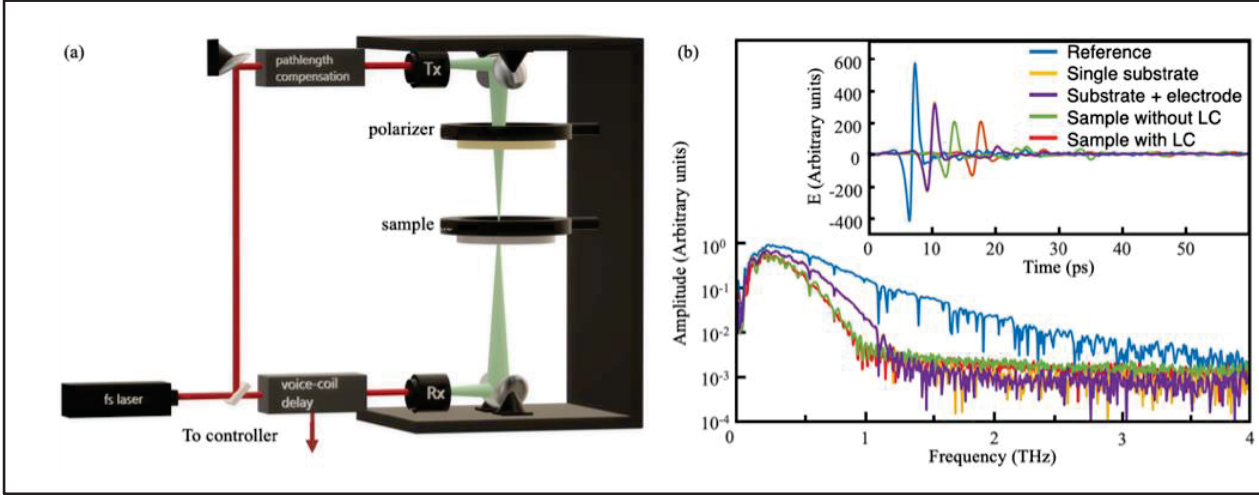 (a)
pathlength
compensation
Tx
polarizer
sample
fs laser
voice-coil
delay
Rx
To controller
(b)
Reference
Single substrate
Substrate + electrode
Sample without LC
Sample with LC
E (Arbitrary units)
600
400
200
0
-200
-400
0 10 20 30 40 50
Time (ps)
Amplitude (Arbitrary units)
10⁰
10⁻¹
10⁻²
10⁻³
10⁻⁴
0 1 2 3 4
Frequency (THz)